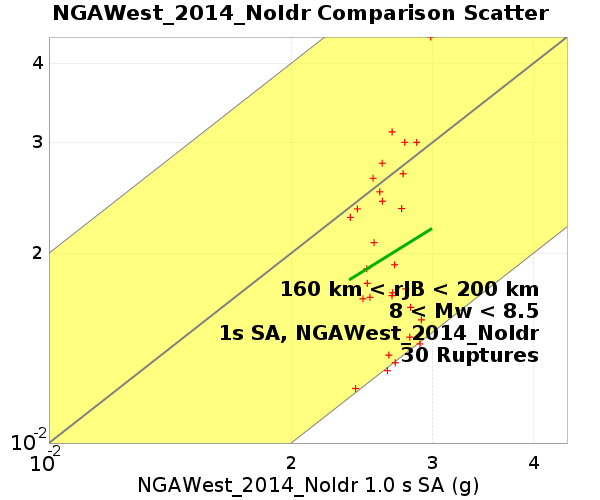 NGAWest_2014_NoIdr Comparison Scatter
4
3
2
10-2
160 km < rJB < 200 km
8 < Mw < 8.5
1s SA, NGAWest_2014_NoIdr
30 Ruptures
10-2
2
3
4
NGAWest_2014_NoIdr 1.0 s SA (g)